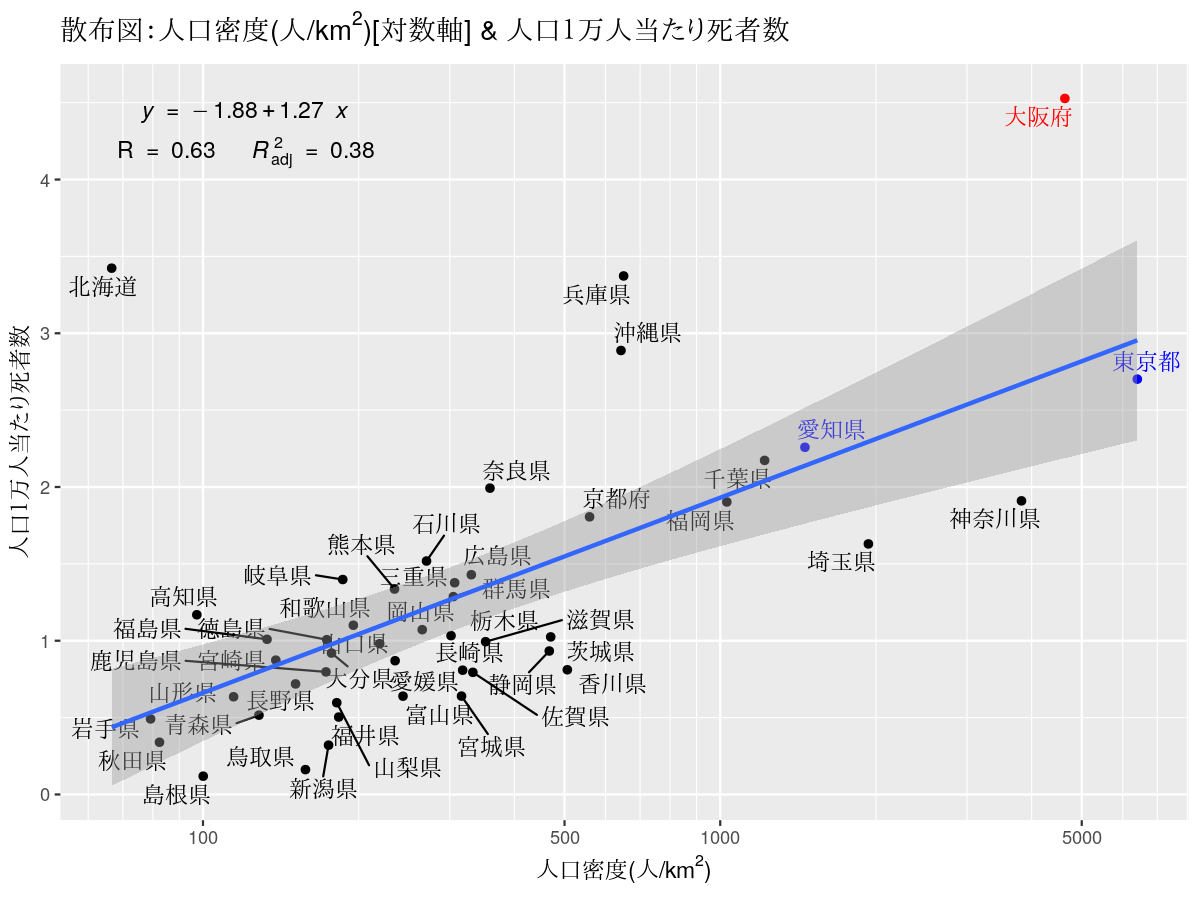 散布図：人口密度(人/km2)[対数軸] & 人口1万人当たり死者数
y = −1.88+1.27 x
R = 0.63 R2adj = 0.38
大阪府
4
北海道
兵庫県
沖縄県
3
東京都
愛知県
奈良県
千葉県
2
京都府
福岡県
神奈川県
石川県
熊本県
広島県
埼玉県
岐阜県
三重県
群馬県
高知県
和歌山県
岡山県
栃木県
滋賀県
福島県
徳島県
山口県
1
長崎県
茨城県
鹿児島県
宮崎県
大分県
愛媛県
静岡県
香川県
山形県
長野県
岩手県
青森県
富山県
佐賀県
福井県
宮城県
秋田県
鳥取県
山梨県
新潟県
島根県
0
100
500
1000
5000
人口密度(人/km2)
人口1万人当たり死者数